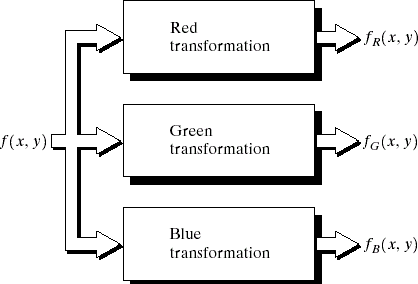 Red
transformation
f_R(x, y)
Green
transformation
f(x, y)
f_G(x, y)
Blue
transformation
f_B(x, y)